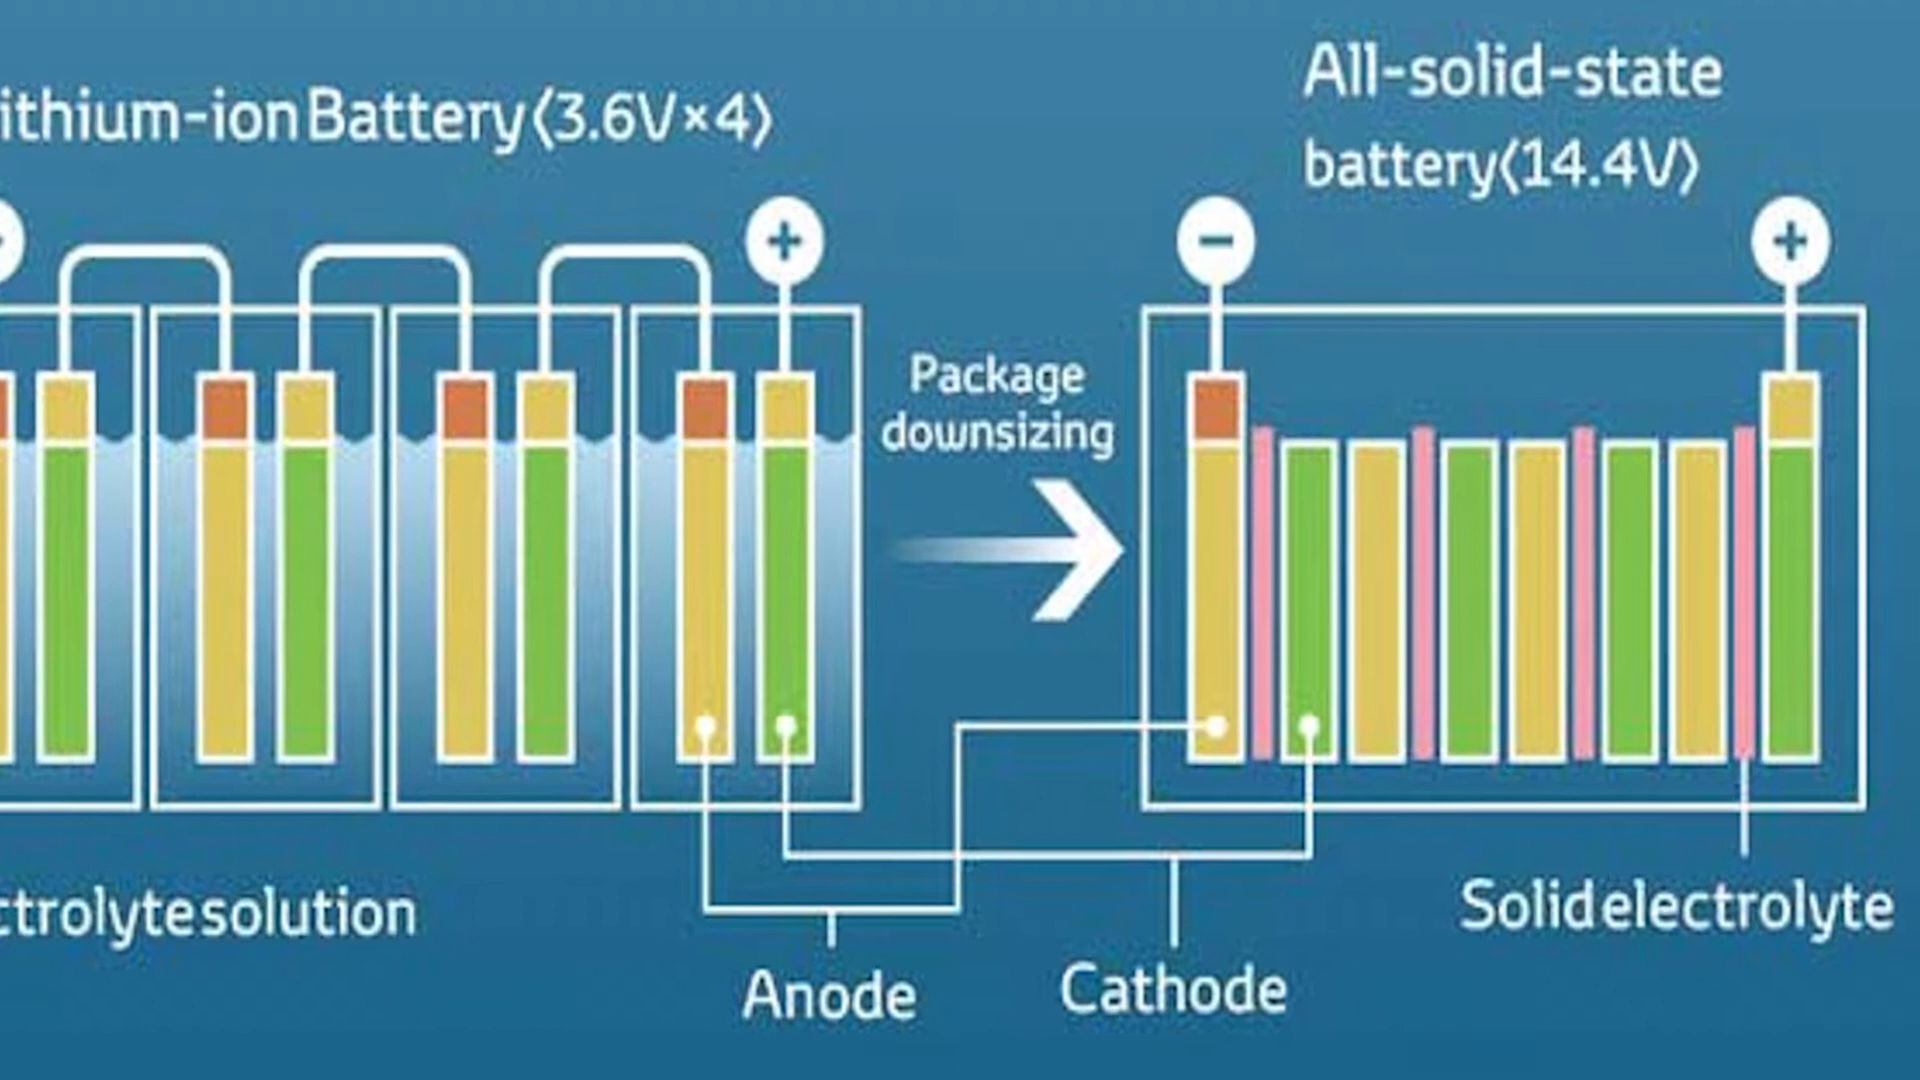 ithium-ion Battery(3.6V×4)
All-solid-state
battery(14.4V)
+
−
+
Package
downsizing
ctrolyte solution
Solid electrolyte
Anode
Cathode